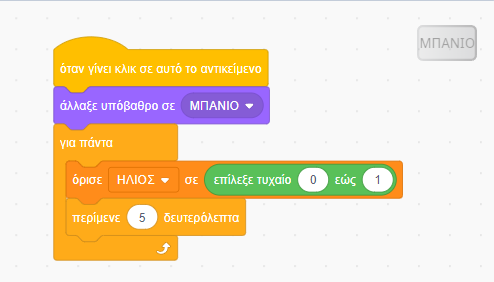 ΜΠΑΝΙΟ
όταν γίνει κλικ σε αυτό το αντικείμενο
άλλαξε υπόβαθρο σε ΜΠΑΝΙΟ
για πάντα
όρισε ΗΛΙΟΣ σε επίλεξε τυχαίο 0 εώς 1
περίμενε 5 δευτερόλεπτα